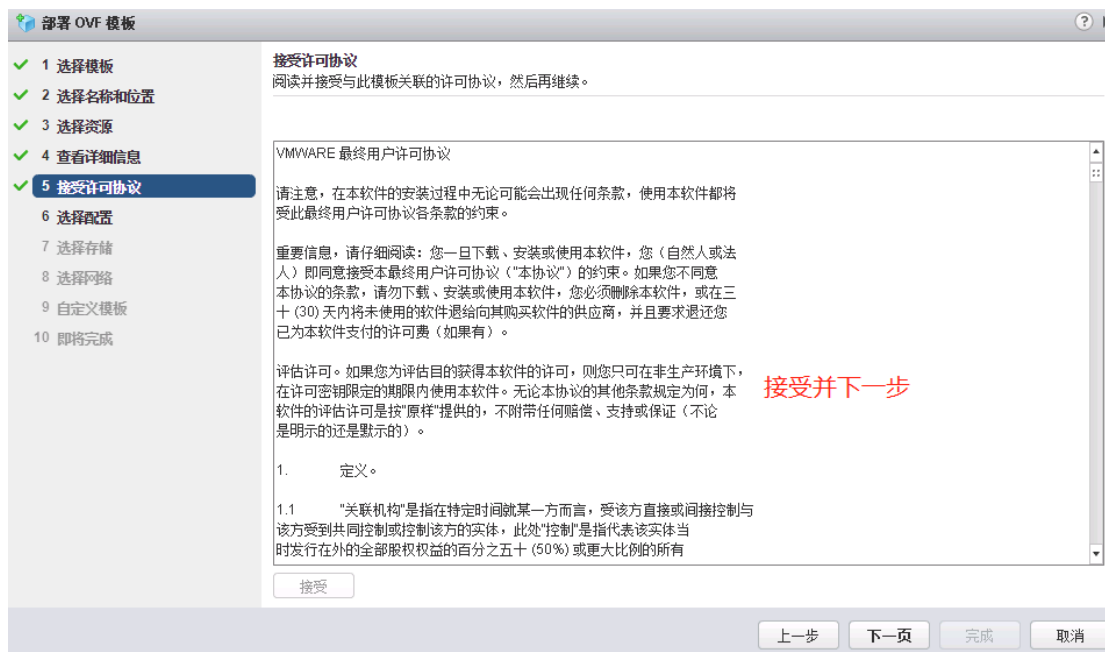 部署 OVF 模板
?
1 选择模板
2 选择名称和位置
3 选择资源
4 查看详细信息
5 接受许可协议
6 选择配置
7 选择存储
8 选择网络
9 自定义模板
10 即将完成
接受许可协议
阅读并接受与此模板关联的许可协议，然后再继续。
VMWARE 最终用户许可协议
请注意，在本软件的安装过程中无论可能会出现任何条款，使用本软件都将
受此最终用户许可协议各条款的约束。
重要信息，请仔细阅读：您一旦下载、安装或使用本软件，您（自然人或法
人）即同意接受本最终用户许可协议（"本协议"）的约束。如果您不同意
本协议的条款，请勿下载、安装或使用本软件，您必须删除本软件，或在三
十 (30) 天内将未使用的软件退给向其购买软件的供应商，并且要求退还您
已为本软件支付的许可费（如果有）。
评估许可。如果您为评估目的获得本软件的许可，则您只可在非生产环境下，
在许可密钥限定的期限内使用本软件。无论本协议的其他条款规定为何，本
软件的评估许可是按"原样"提供的，不附带任何赔偿、支持或保证（不论
是明示的还是默示的）。
接受并下一步
1. 定义。
1.1 "关联机构"是指在特定时间就某一方而言，受该方直接或间接控制与
该方受到共同控制或控制该方的实体，此处"控制"是指代表该实体当
时发行在外的全部股权权益的百分之五十 (50%) 或更大比例的所有
接受
上一步 下一页 完成 取消